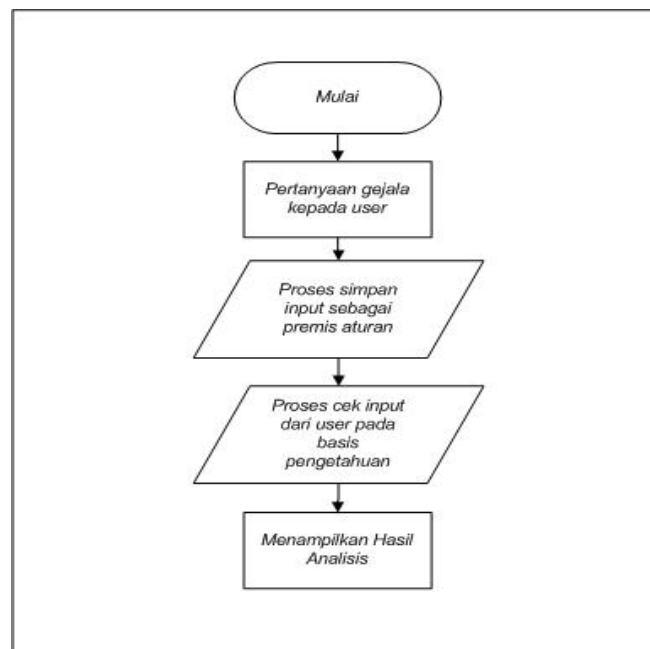 Mulai
Pertanyaan gejala
kepada user
Proses simpan
input sebagai
premis aturan
Proses cek input
dari user pada
basis
pengetahuan
Menampilkan Hasil
Analisis